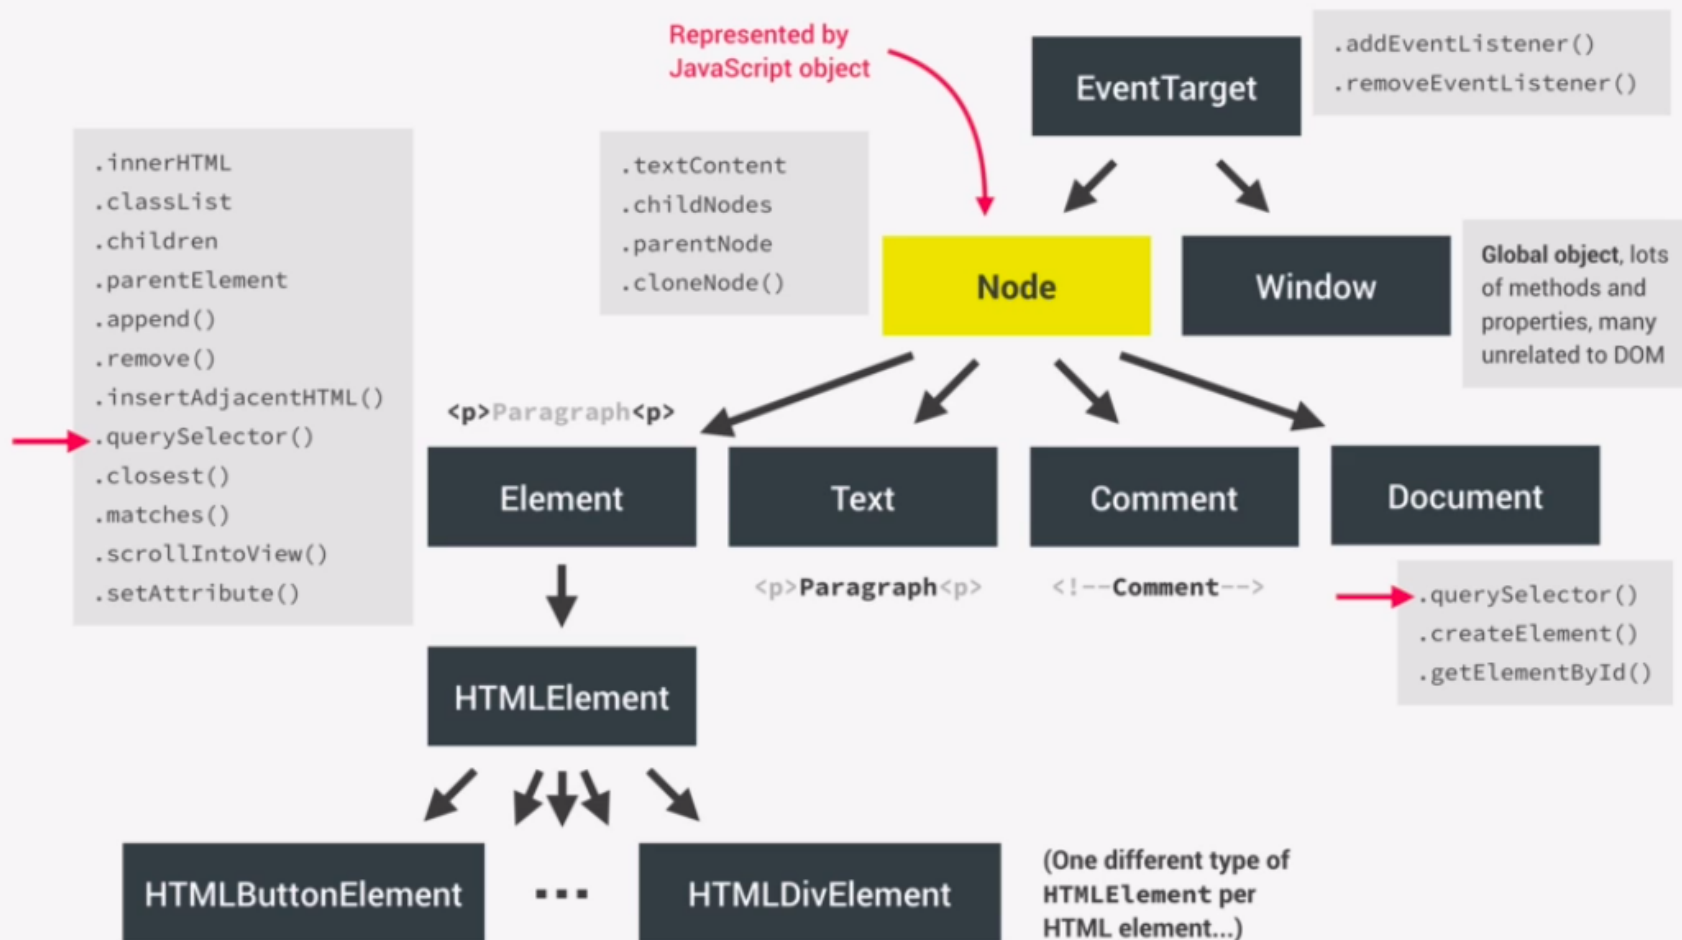 Represented by
JavaScript object
EventTarget
.addEventListener()
.removeEventListener()
.innerHTML
.classList
.children
.parentElement
.append()
.remove()
.insertAdjacentHTML()
.querySelector()
.closest()
.matches()
.scrollIntoView()
.setAttribute()
.textContent
.childNodes
.parentNode
.cloneNode()
Node
Window
Global object, lots
of methods and
properties, many
unrelated to DOM
<p>Paragraph<p>
Element
Text
Comment
Document
<p>Paragraph<p>
<!--Comment-->
.querySelector()
.createElement()
.getElementById()
HTMLElement
HTMLButtonElement
...
HTMLDivElement
(One different type of
HTMLElement per
HTML element...)